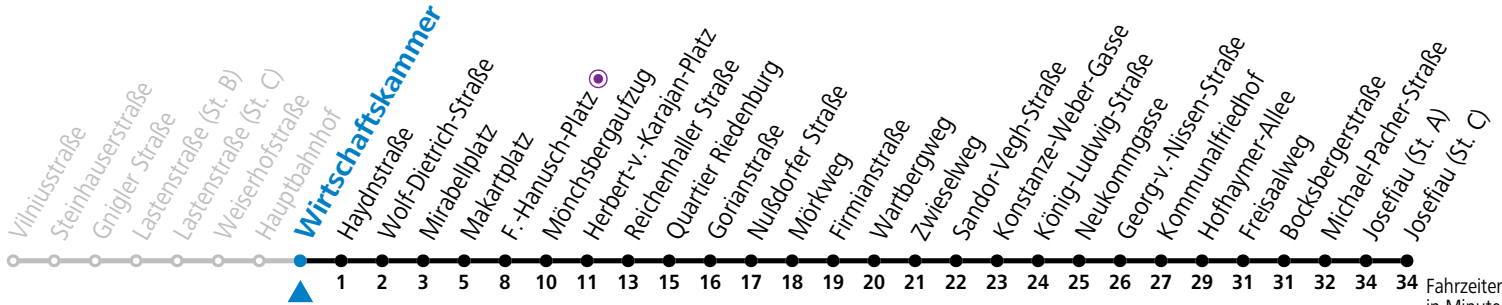 Vilniusstraße
Steinhauserstraße
Gnigler Straße
Lastenstraße (St. B)
Lastenstraße (St. C)
Weiserhofstraße
Hauptbahnhof
Wirtschaftskammer
Haydnstraße
Wolf-Dietrich-Straße
Mirabellplatz
Makartplatz
F.-Hanusch-Platz
Mönchsbergaufzug
Herbert-v.-Karajan-Platz
Reichenhaller Straße
Quartier Riedenburg
Gorianstraße
Nußdorfer Straße
Mörkweg
Firmianstraße
Wartbergweg
Zwieselweg
Sandor-Vegh-Straße
Konstanze-Weber-Gasse
König-Ludwig-Straße
Neukommgasse
Georg-v.-Nissen-Straße
Kommunalfriedhof
Hofhaymer-Allee
Freisaalweg
Bocksbergerstraße
Michael-Pacher-Straße
Josefiau (St. A)
Josefiau (St. C)
1 2 3 5 8 10 11 13 15 16 17 18 19 20 21 22 23 24 25 26 27 29 31 31 32 34 34 Fahrzeiten